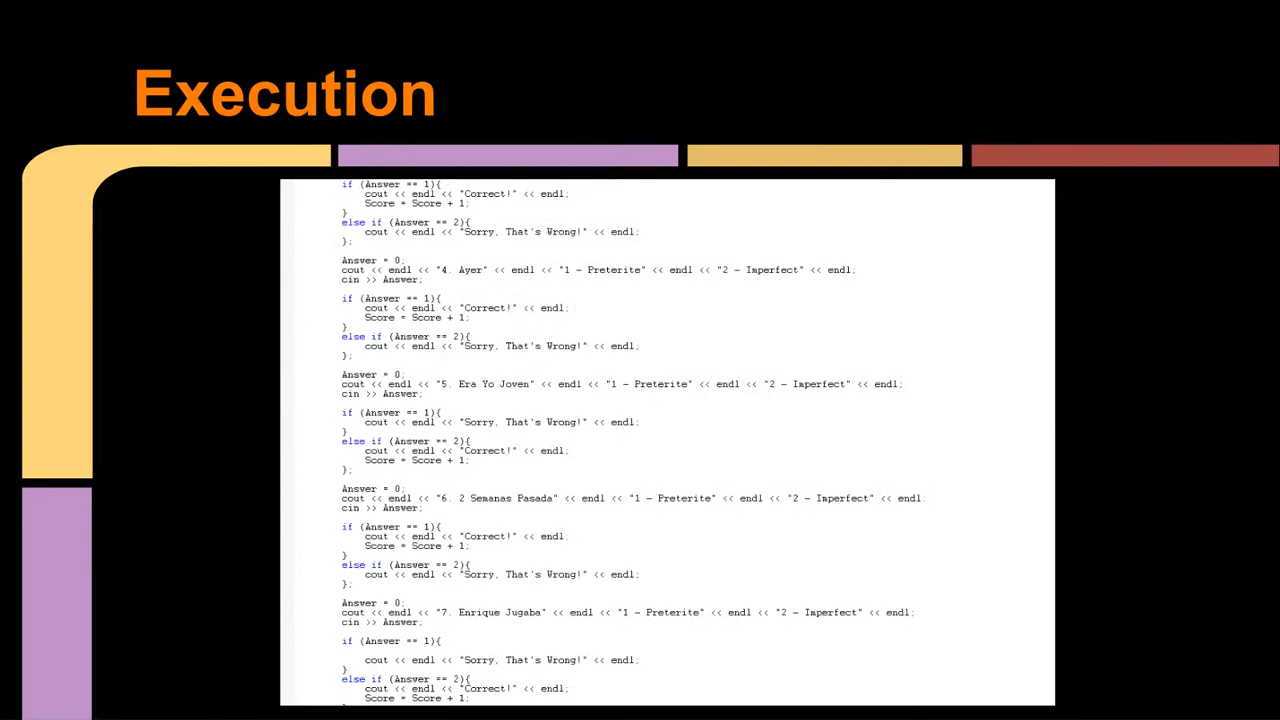 Execution
if (Answer == 1){
cout << endl << "Correct!" << endl;
Score = Score + 1;
}
else if (Answer == 2){
cout << endl << "Sorry, That's Wrong!" << endl;
};
Answer = 0;
cout << endl << "4. Ayer" << endl << "1 - Preterite" << endl << "2 - Imperfect" << endl;
cin >> Answer;
if (Answer == 1){
cout << endl << "Correct!" << endl;
Score = Score + 1;
}
else if (Answer == 2){
cout << endl << "Sorry, That's Wrong!" << endl;
};
Answer = 0;
cout << endl << "5. Era Yo Joven" << endl << "1 - Preterite" << endl << "2 - Imperfect" << endl;
cin >> Answer;
if (Answer == 1){
cout << endl << "Sorry, That's Wrong!" << endl;
}
else if (Answer == 2){
cout << endl << "Correct!" << endl;
Score = Score + 1;
};
Answer = 0;
cout << endl << "6. 2 Semanas Pasada" << endl << "1 - Preterite" << endl << "2 - Imperfect" << endl;
cin >> Answer;
if (Answer == 1){
cout << endl << "Correct!" << endl;
Score = Score + 1;
}
else if (Answer == 2){
cout << endl << "Sorry, That's Wrong!" << endl;
};
Answer = 0;
cout << endl << "7. Enrique Jugaba" << endl << "1 - Preterite" << endl << "2 - Imperfect" << endl;
cin >> Answer;
if (Answer == 1){
cout << endl << "Sorry, That's Wrong!" << endl;
}
else if (Answer == 2){
cout << endl << "Correct!" << endl;
Score = Score + 1;